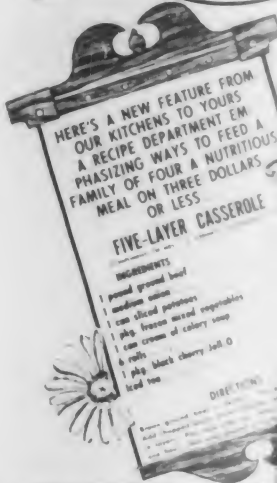 HERE'S A NEW FEATURE FROM
OUR KITCHENS TO YOURS
A RECIPE DEPARTMENT EM
PHASIZING WAYS TO FEED A
FAMILY OF FOUR A NUTRITIOUS
MEAL ON THREE DOLLARS
OR LESS
FIVE-LAYER CASSEROLE
INGREDIENTS
1 pound ground beef
1 medium onion
1 can sliced potatoes
1 pkg. frozen mixed vegetables
1 can cream of celery soup
6 rolls
1 pkg. black cherry Jell O
Iced tea
DIRECTIONS